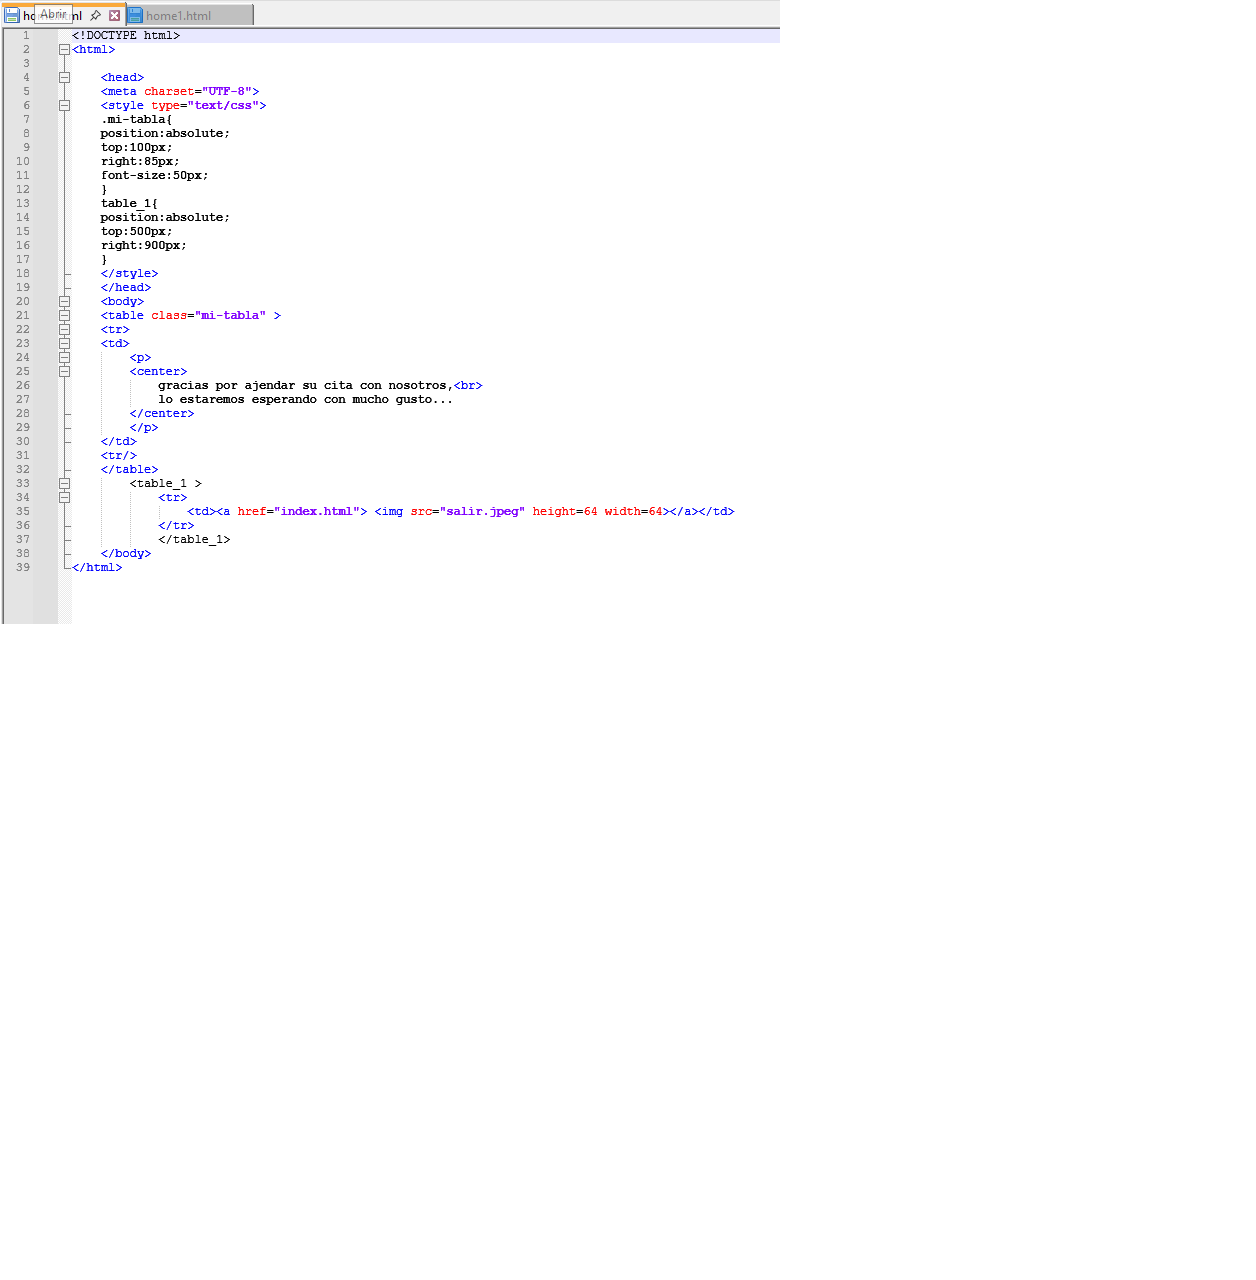 Abrir
home1.html
1 <!DOCTYPE html>
2 <html>
3
4 <head>
5 <meta charset="UTF-8">
6 <style type="text/css">
7 .mi-tabla{
8 position:absolute;
9 top:100px;
10 right:85px;
11 font-size:50px;
12 }
13 table_1{
14 position:absolute;
15 top:500px;
16 right:900px;
17 }
18 </style>
19 </head>
20 <body>
21 <table class="mi-tabla" >
22 <tr>
23 <td>
24 <p>
25 <center>
26 gracias por ajendar su cita con nosotros,<br>
27 lo estaremos esperando con mucho gusto...
28 </center>
29 </p>
30 </td>
31 <tr/>
32 </table>
33 <table_1 >
34 <tr>
35 <td><a href="index.html"> <img src="salir.jpeg" height=64 width=64></a></td>
36 </tr>
37 </table_1>
38 </body>
39 </html>